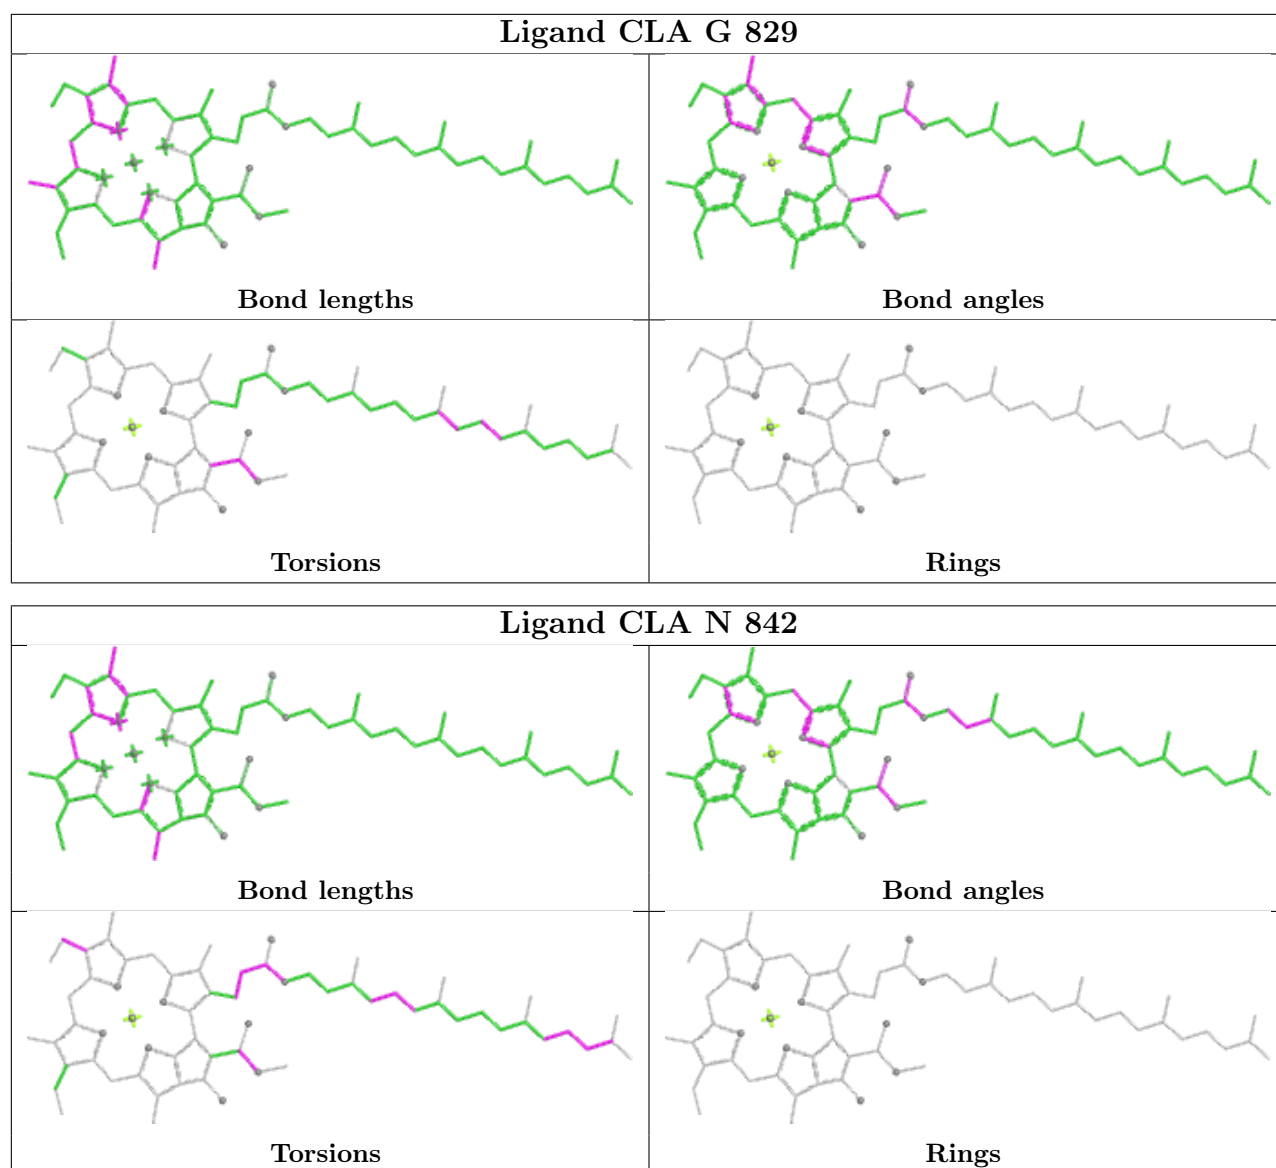 Ligand CLA G 829
Bond lengths
Bond angles
Torsions
Rings
Ligand CLA N 842
Bond lengths
Bond angles
Torsions
Rings